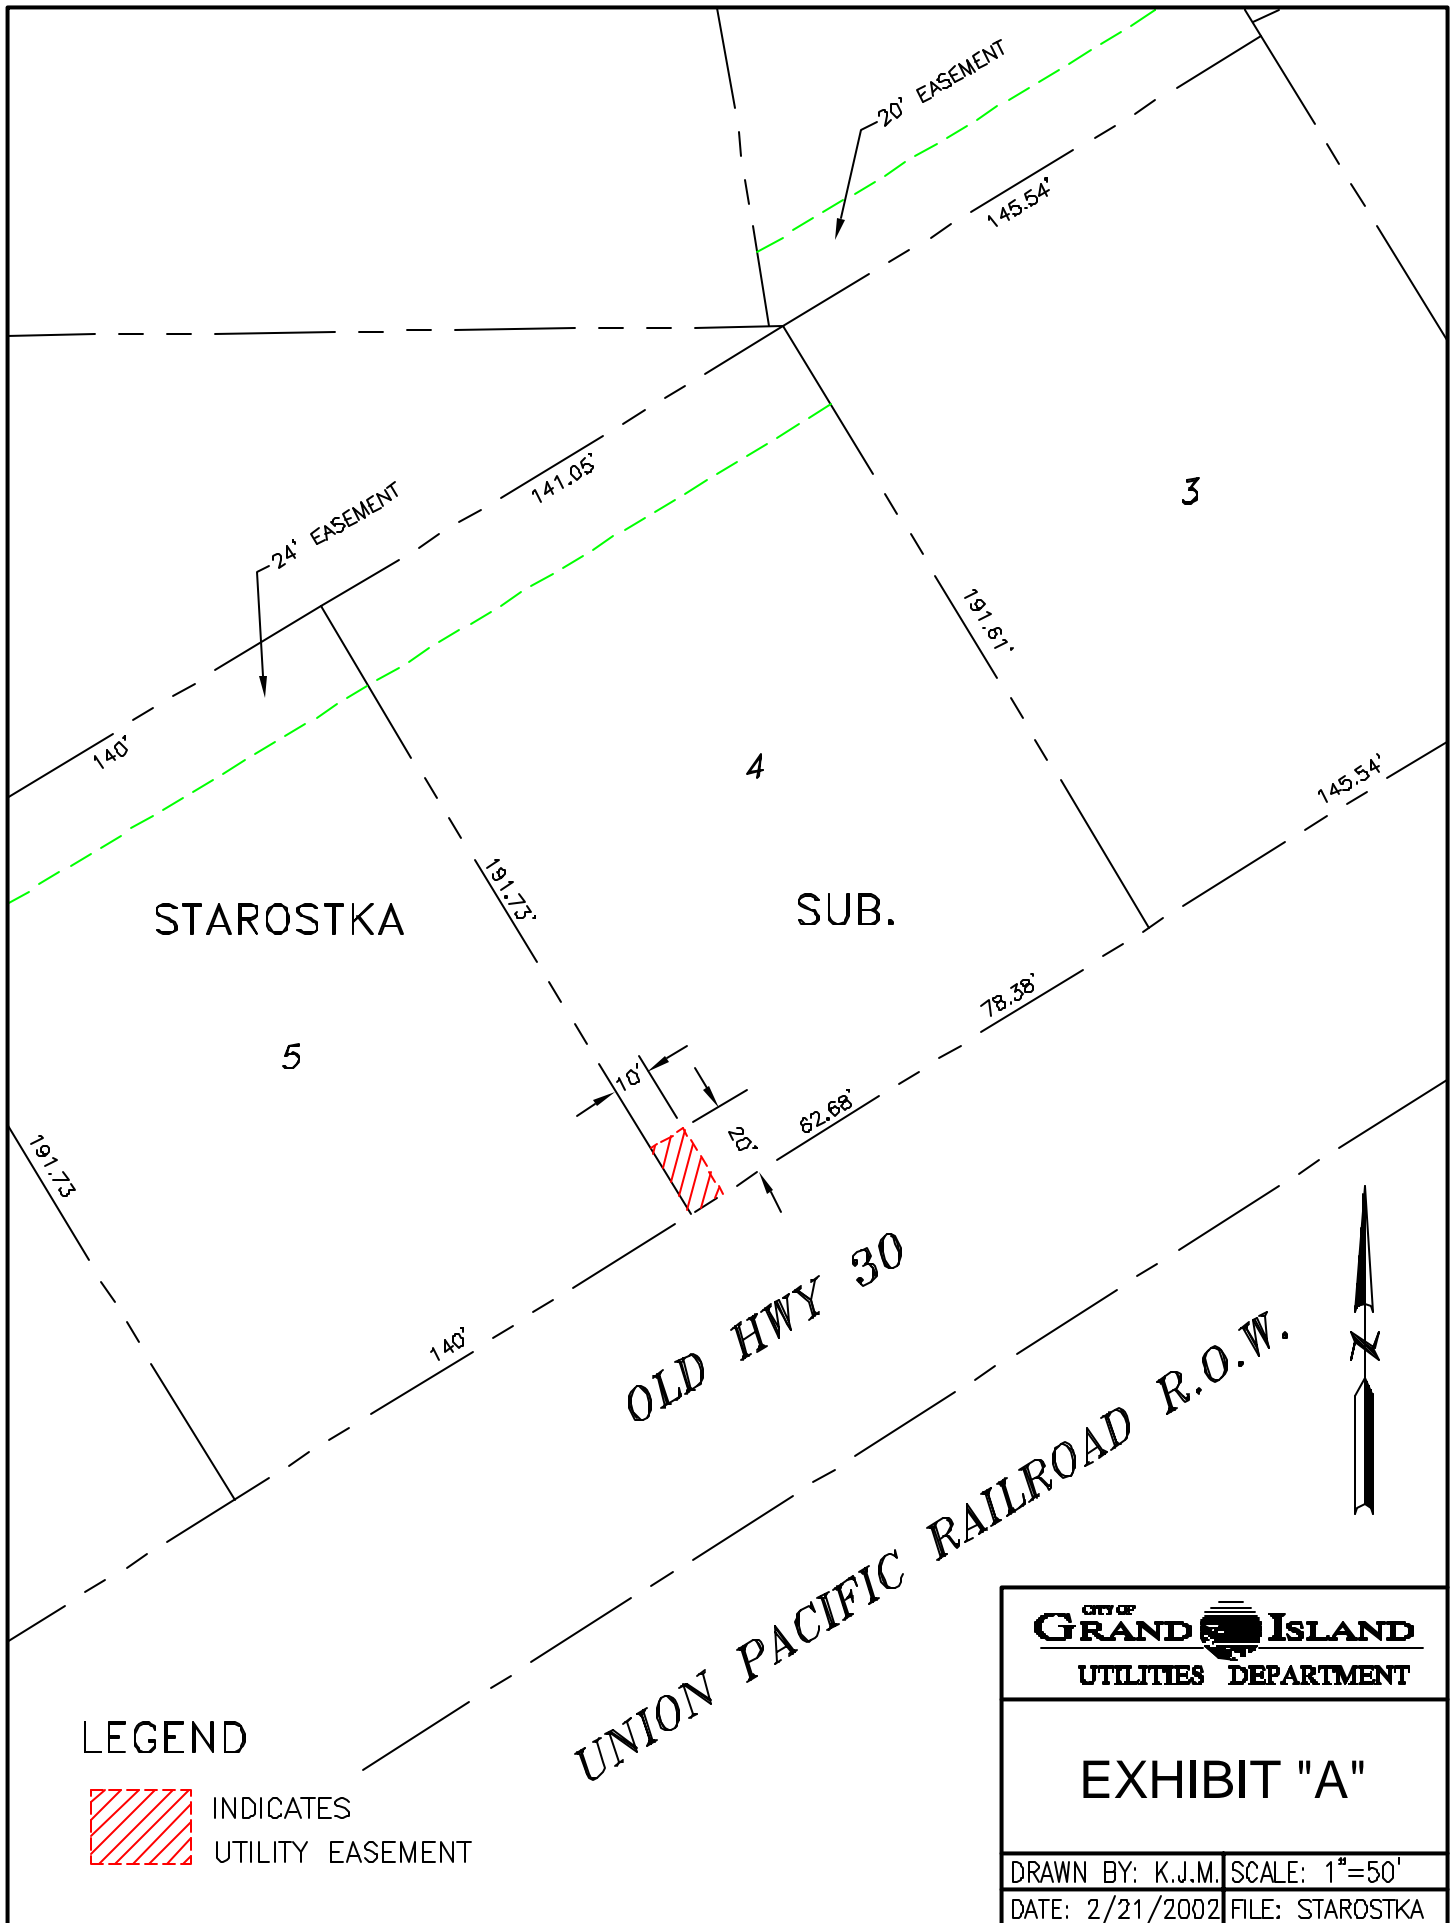 20' EASEMENT
145.54'
141.05'
24' EASEMENT
3
191.61'
140'
4
145.54'
191.73'
STAROSTKA
SUB.
78.38'
5
10'
62.68'
20'
191.73
OLD HWY 30
140'
N
UNION PACIFIC RAILROAD R.O.W.
CITY OF
GRAND ISLAND
UTILITIES DEPARTMENT
LEGEND
EXHIBIT "A"
INDICATES
UTILITY EASEMENT
DRAWN BY: K.J.M.
SCALE: 1"=50'
DATE: 2/21/2002
FILE: STAROSTKA